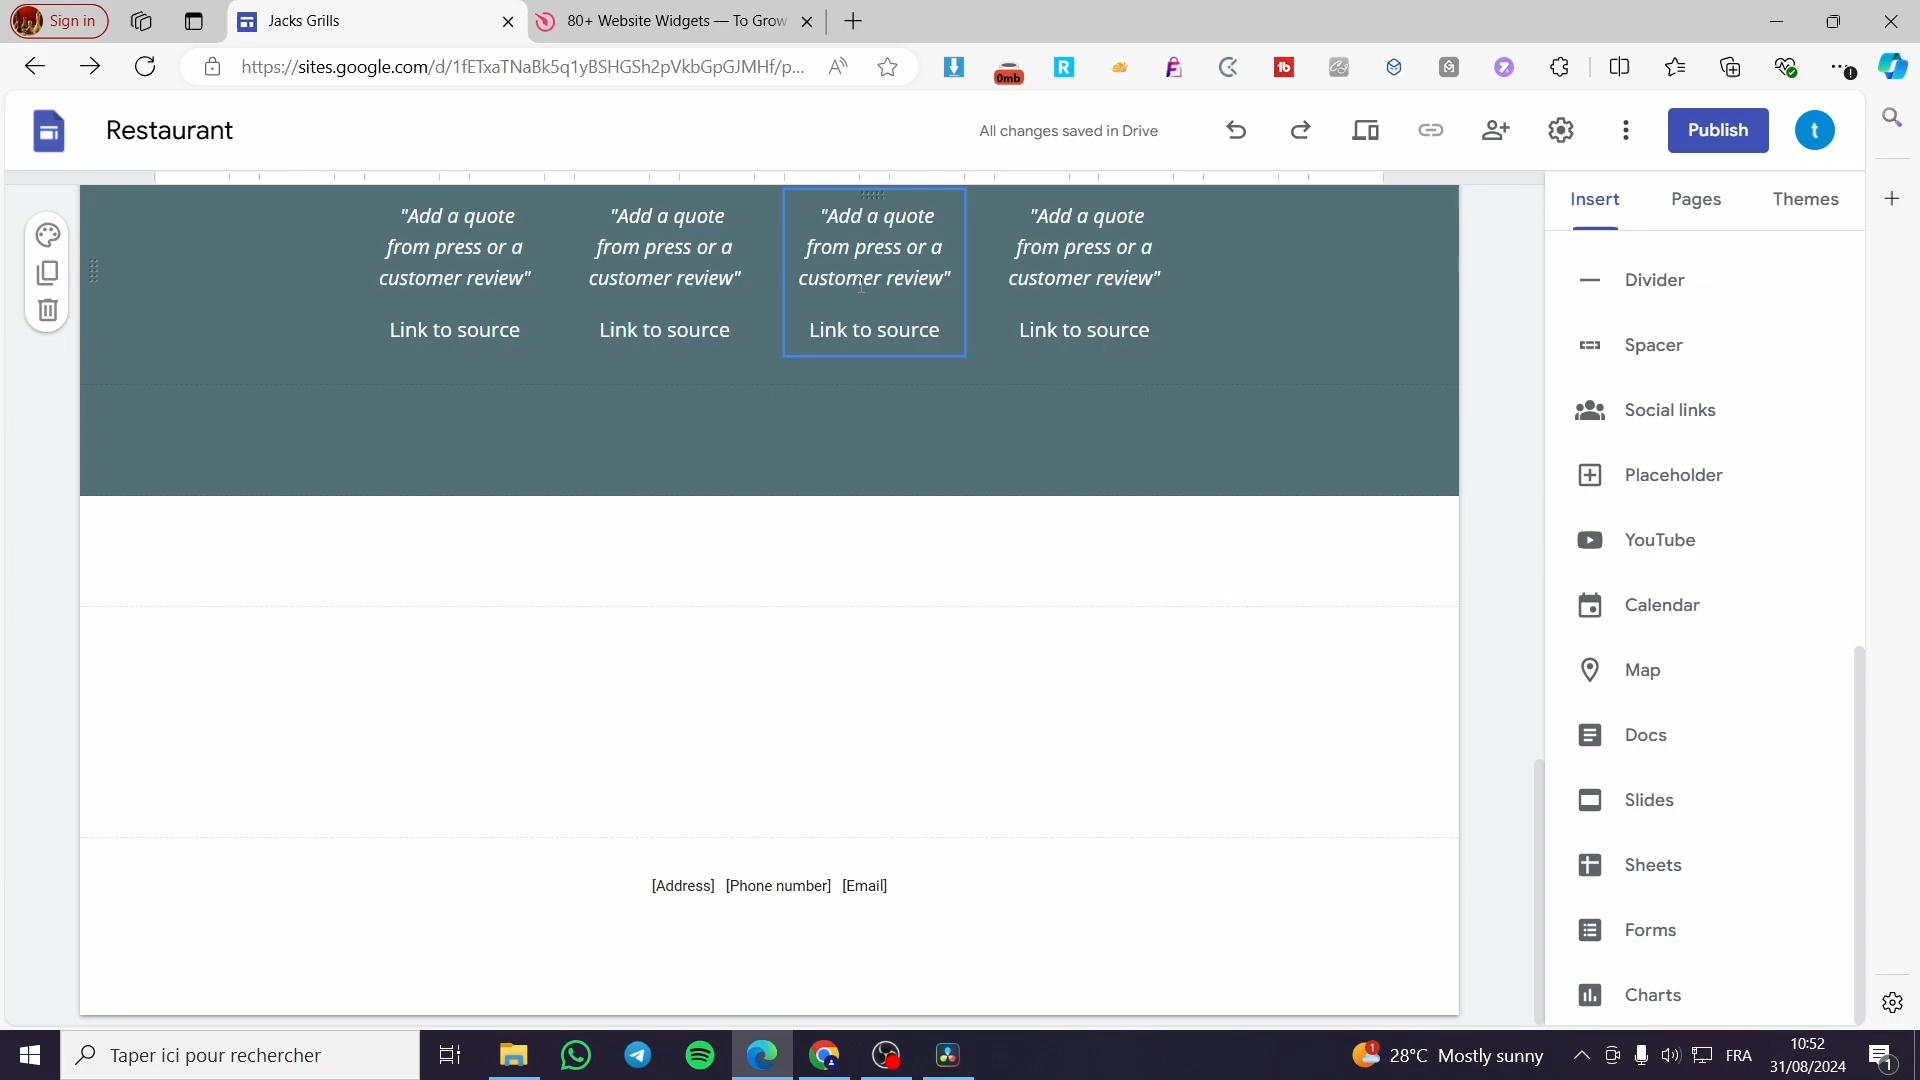 Sign in
Jacks Grills
80+ Website Widgets — To Grow
https://sites.google.com/d/1fETxaTNaBk5q1yBSHGSh2pVkbGpGJMHf/p...
0mb
Restaurant
All changes saved in Drive
Publish
t
Insert
Pages
Themes
"Add a quote
from press or a
customer review"
Link to source
"Add a quote
from press or a
customer review"
Link to source
"Add a quote
from press or a
customer review"
Link to source
"Add a quote
from press or a
customer review"
Link to source
[Address] [Phone number] [Email]
Divider
Spacer
Social links
Placeholder
YouTube
Calendar
Map
Docs
Slides
Sheets
Forms
Charts
Taper ici pour rechercher
1
28°C Mostly sunny
FRA
10:52
31/08/2024
1